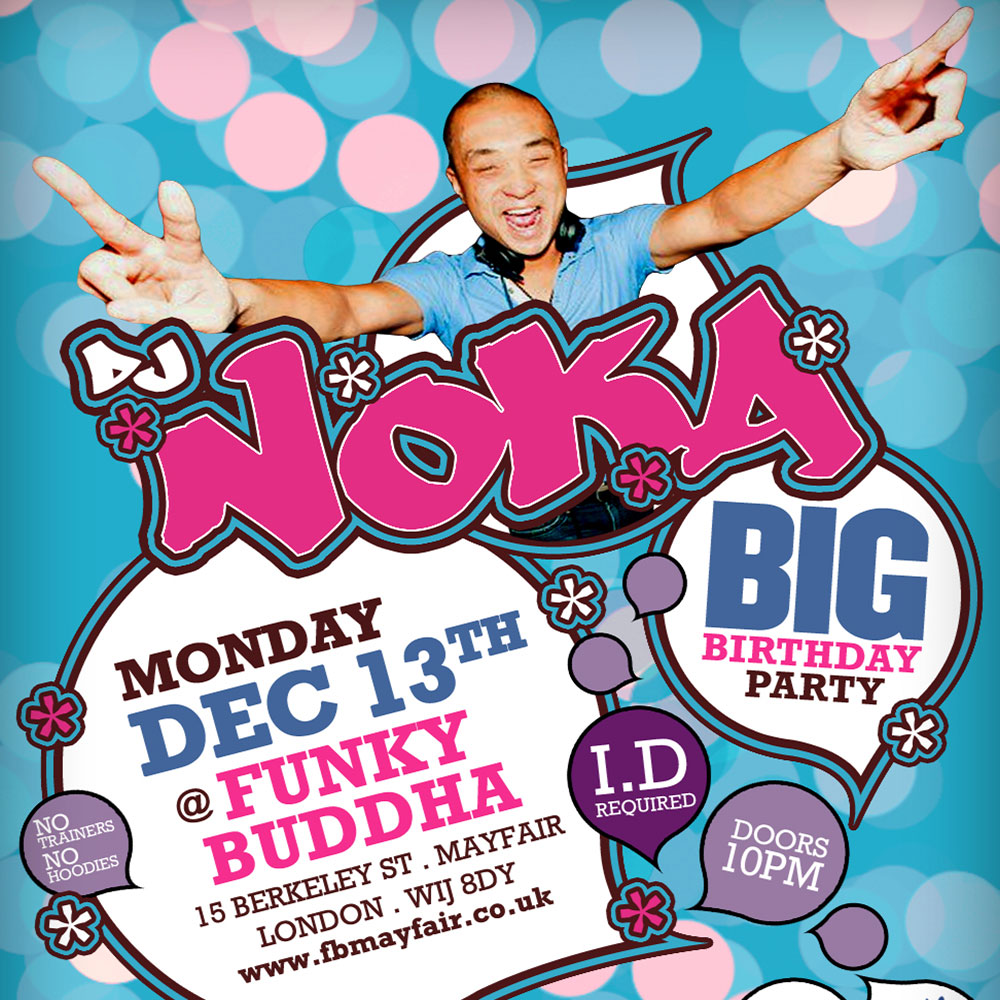 DJ
NOKA
BIG
BIRTHDAY
PARTY
MONDAY
DEC 13TH
@ FUNKY
BUDDHA
15 BERKELEY ST . MAYFAIR
LONDON . WIJ 8DY
www.fbmayfair.co.uk
NO
TRAINERS
NO
HOODIES
I.D
REQUIRED
DOORS
10PM